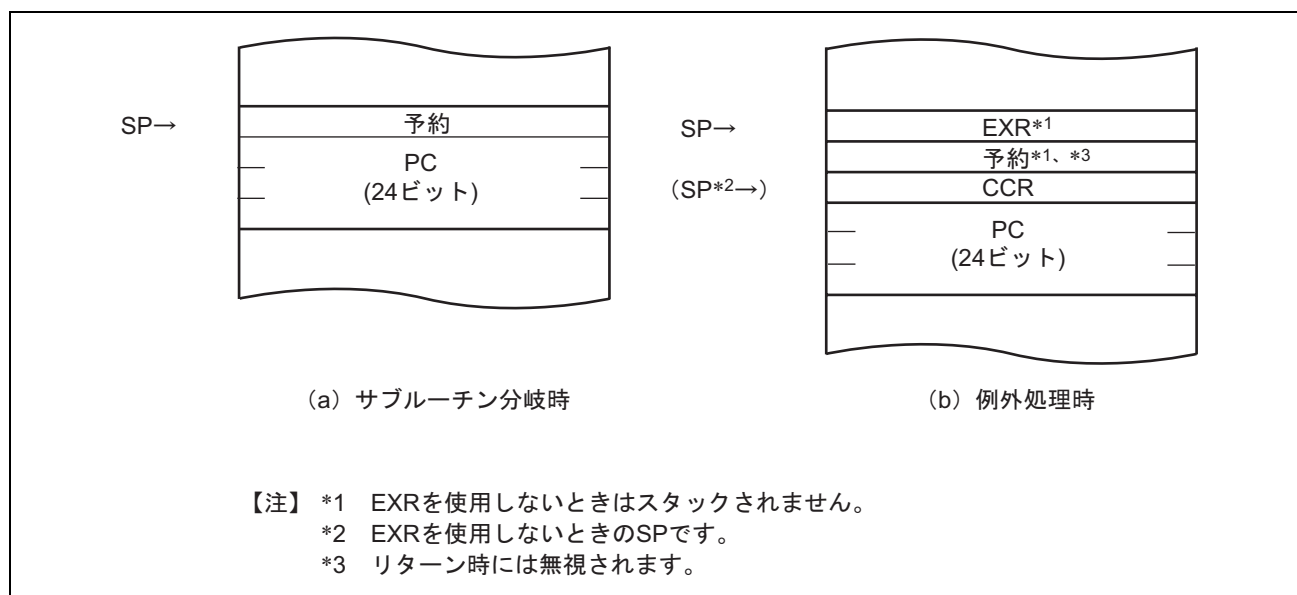 SP→ 予約
PC
(24ビット)
(a) サブルーチン分岐時
SP→ EXR*1
予約*1、*3
(SP*2→) CCR
PC
(24ビット)
(b) 例外処理時
【注】 *1 EXRを使用しないときはスタックされません。
*2 EXRを使用しないときのSPです。
*3 リターン時には無視されます。